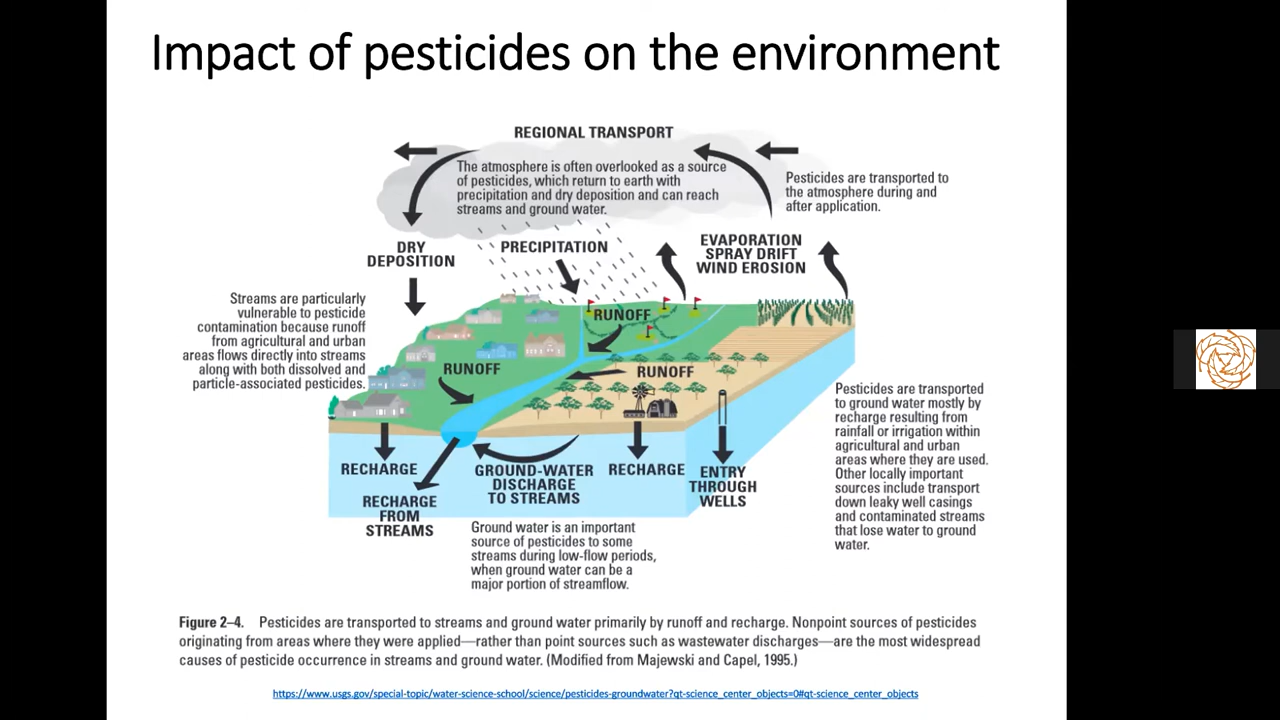 Impact of pesticides on the environment
REGIONAL TRANSPORT
The atmosphere is often overlooked as a source
of pesticides, which return to earth with
precipitation and dry deposition and can reach
streams and ground water.
Pesticides are transported to
the atmosphere during and
after application.
DRY
DEPOSITION
PRECIPITATION
EVAPORATION
SPRAY DRIFT
WIND EROSION
Streams are particularly
vulnerable to pesticide
contamination because runoff
from agricultural and urban
areas flows directly into streams
along with both dissolved and
particle-associated pesticides.
RUNOFF
RUNOFF
RUNOFF
Pesticides are transported
to ground water mostly by
recharge resulting from
rainfall or irrigation within
agricultural and urban
areas where they are used.
Other locally important
sources include transport
down leaky well casings
and contaminated streams
that lose water to ground
water.
RECHARGE
RECHARGE
FROM
STREAMS
GROUND-WATER
DISCHARGE
TO STREAMS
RECHARGE
ENTRY
THROUGH
WELLS
Ground water is an important
source of pesticides to some
streams during low-flow periods,
when ground water can be a
major portion of streamflow.
Figure 2–4. Pesticides are transported to streams and ground water primarily by runoff and recharge. Nonpoint sources of pesticides
originating from areas where they were applied—rather than point sources such as wastewater discharges—are the most widespread
causes of pesticide occurrence in streams and ground water. (Modified from Majewski and Capel, 1995.)
https://www.usgs.gov/special-topic/water-science-school/science/pesticides-groundwater?qt-science_center_objects=0#qt-science_center_objects